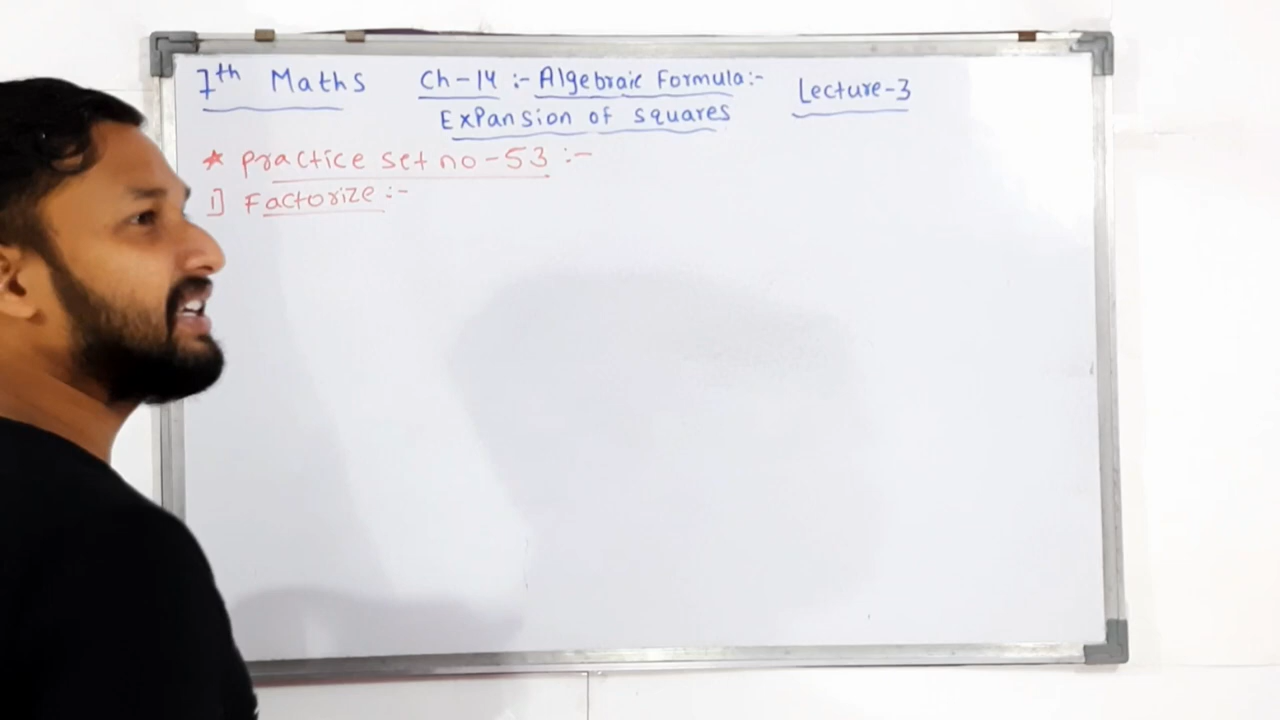 7th Maths Ch-14 :- Algebraic Formula:- Lecture-3
Expansion of squares
* Practice set no-53 :-
1] Factorize :-